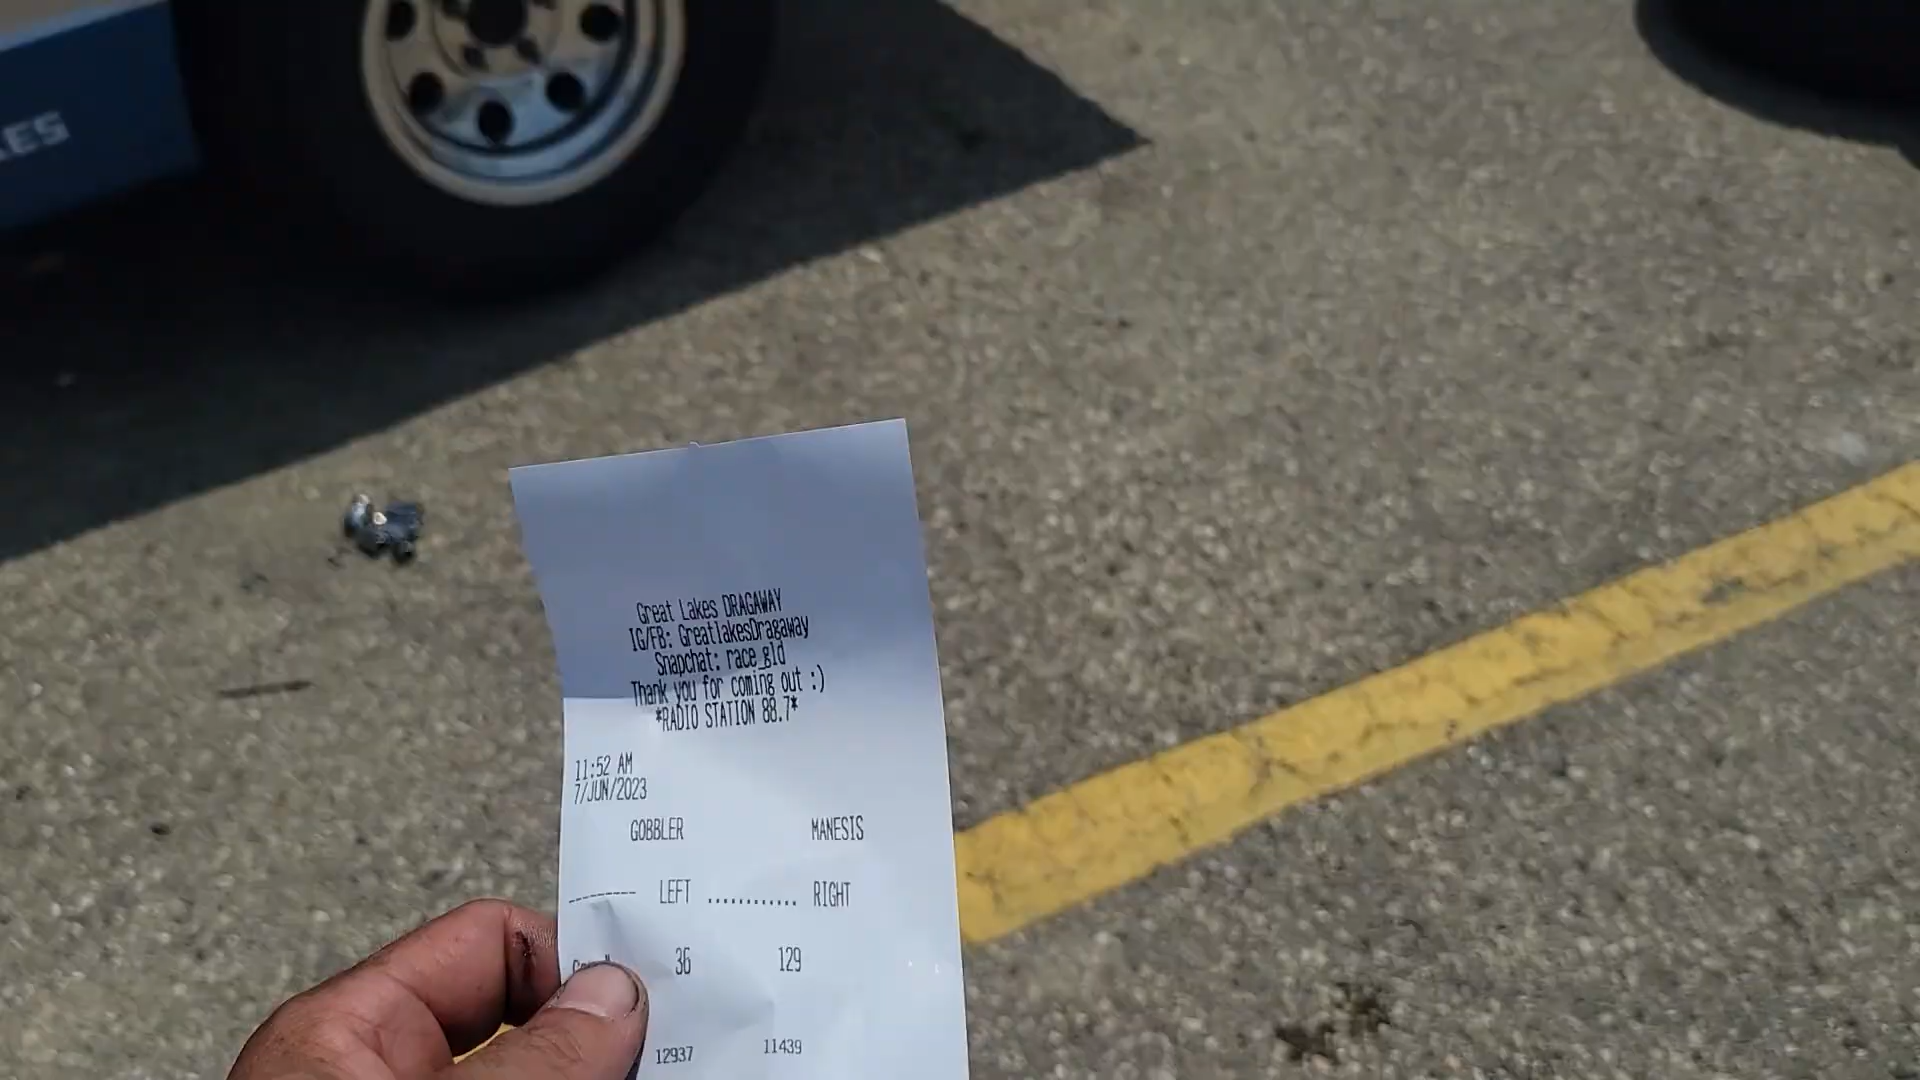 LES
Great Lakes DRAGAWAY
IG/FB: GreatlakesDragaway
Snapchat: race_gld
Thank you for coming out :)
*RADIO STATION 88.7*
11:52 AM
7/JUN/2023
GOBBLER MANESIS
------- LEFT ............ RIGHT
36 129
12937 11439